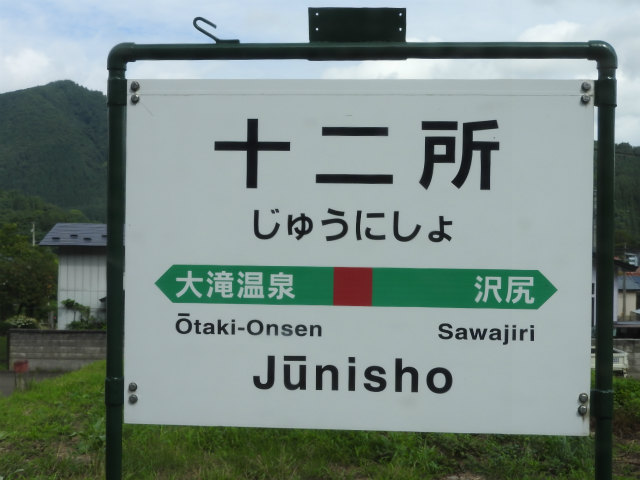 十二所
じゅうにしょ
大滝温泉 沢尻
Ōtaki-Onsen Sawajiri
Jūnisho